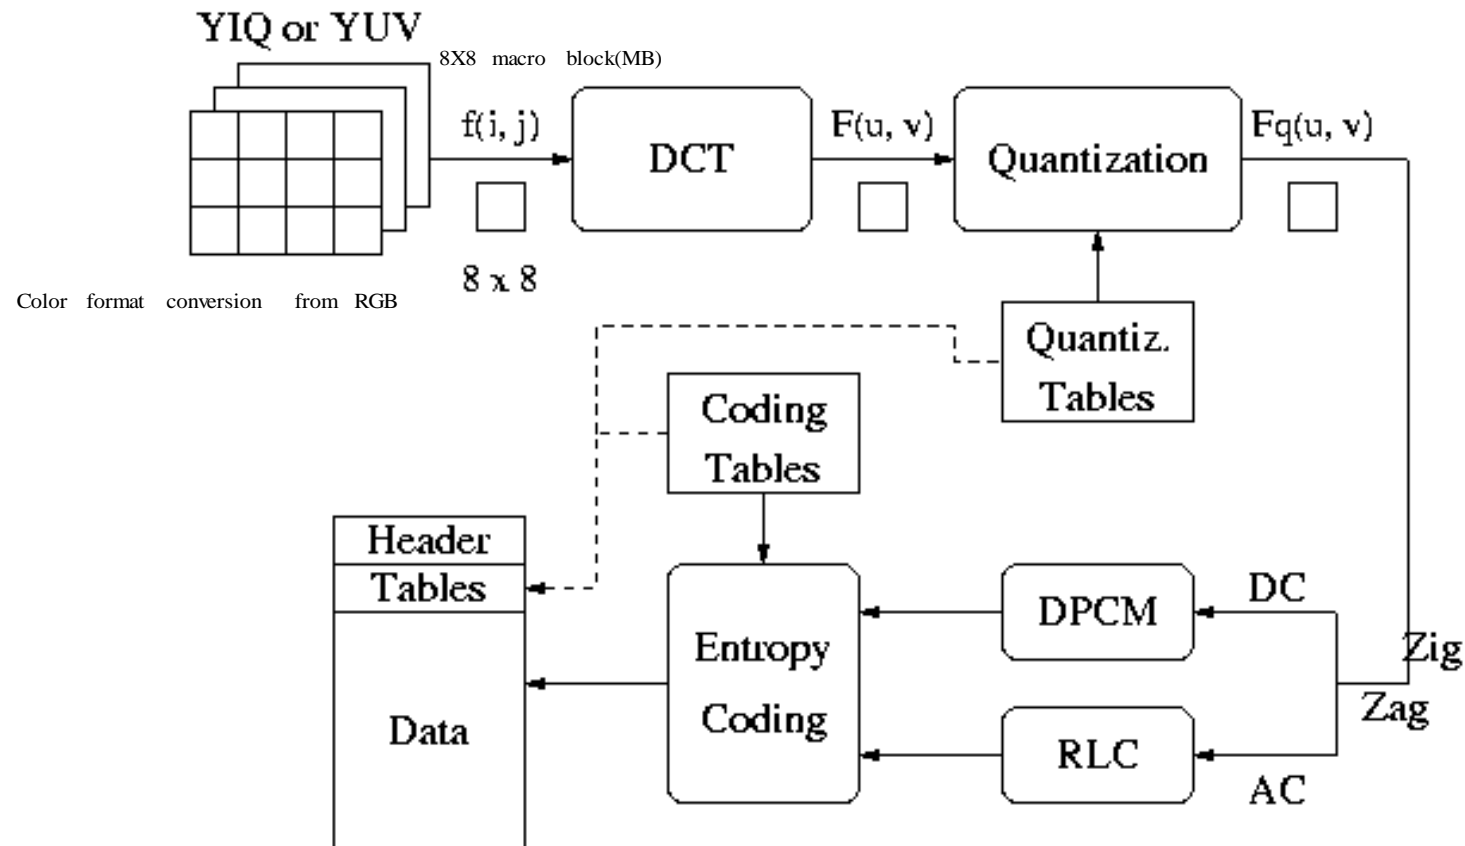 YIQ or YUV
8X8 macro block(MB)
f(i, j)
DCT
F(u, v)
Quantization
Fq(u, v)
8 x 8
Color format conversion from RGB
Quantiz.
Tables
Coding
Tables
Header
Tables
Data
Entropy
Coding
DPCM
DC
Zig
Zag
RLC
AC